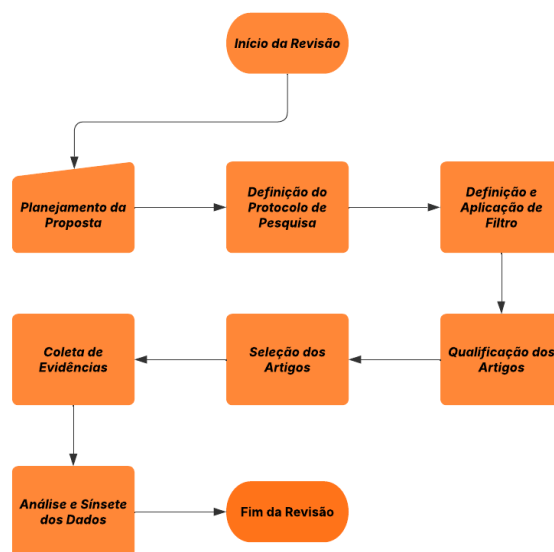 Início da Revisão
Planejamento da
Proposta
Definição do
Protocolo de
Pesquisa
Definição e
Aplicação de
Filtro
Qualificação dos
Artigos
Seleção dos
Artigos
Coleta de
Evidências
Análise e Sínsete
dos Dados
Fim da Revisão